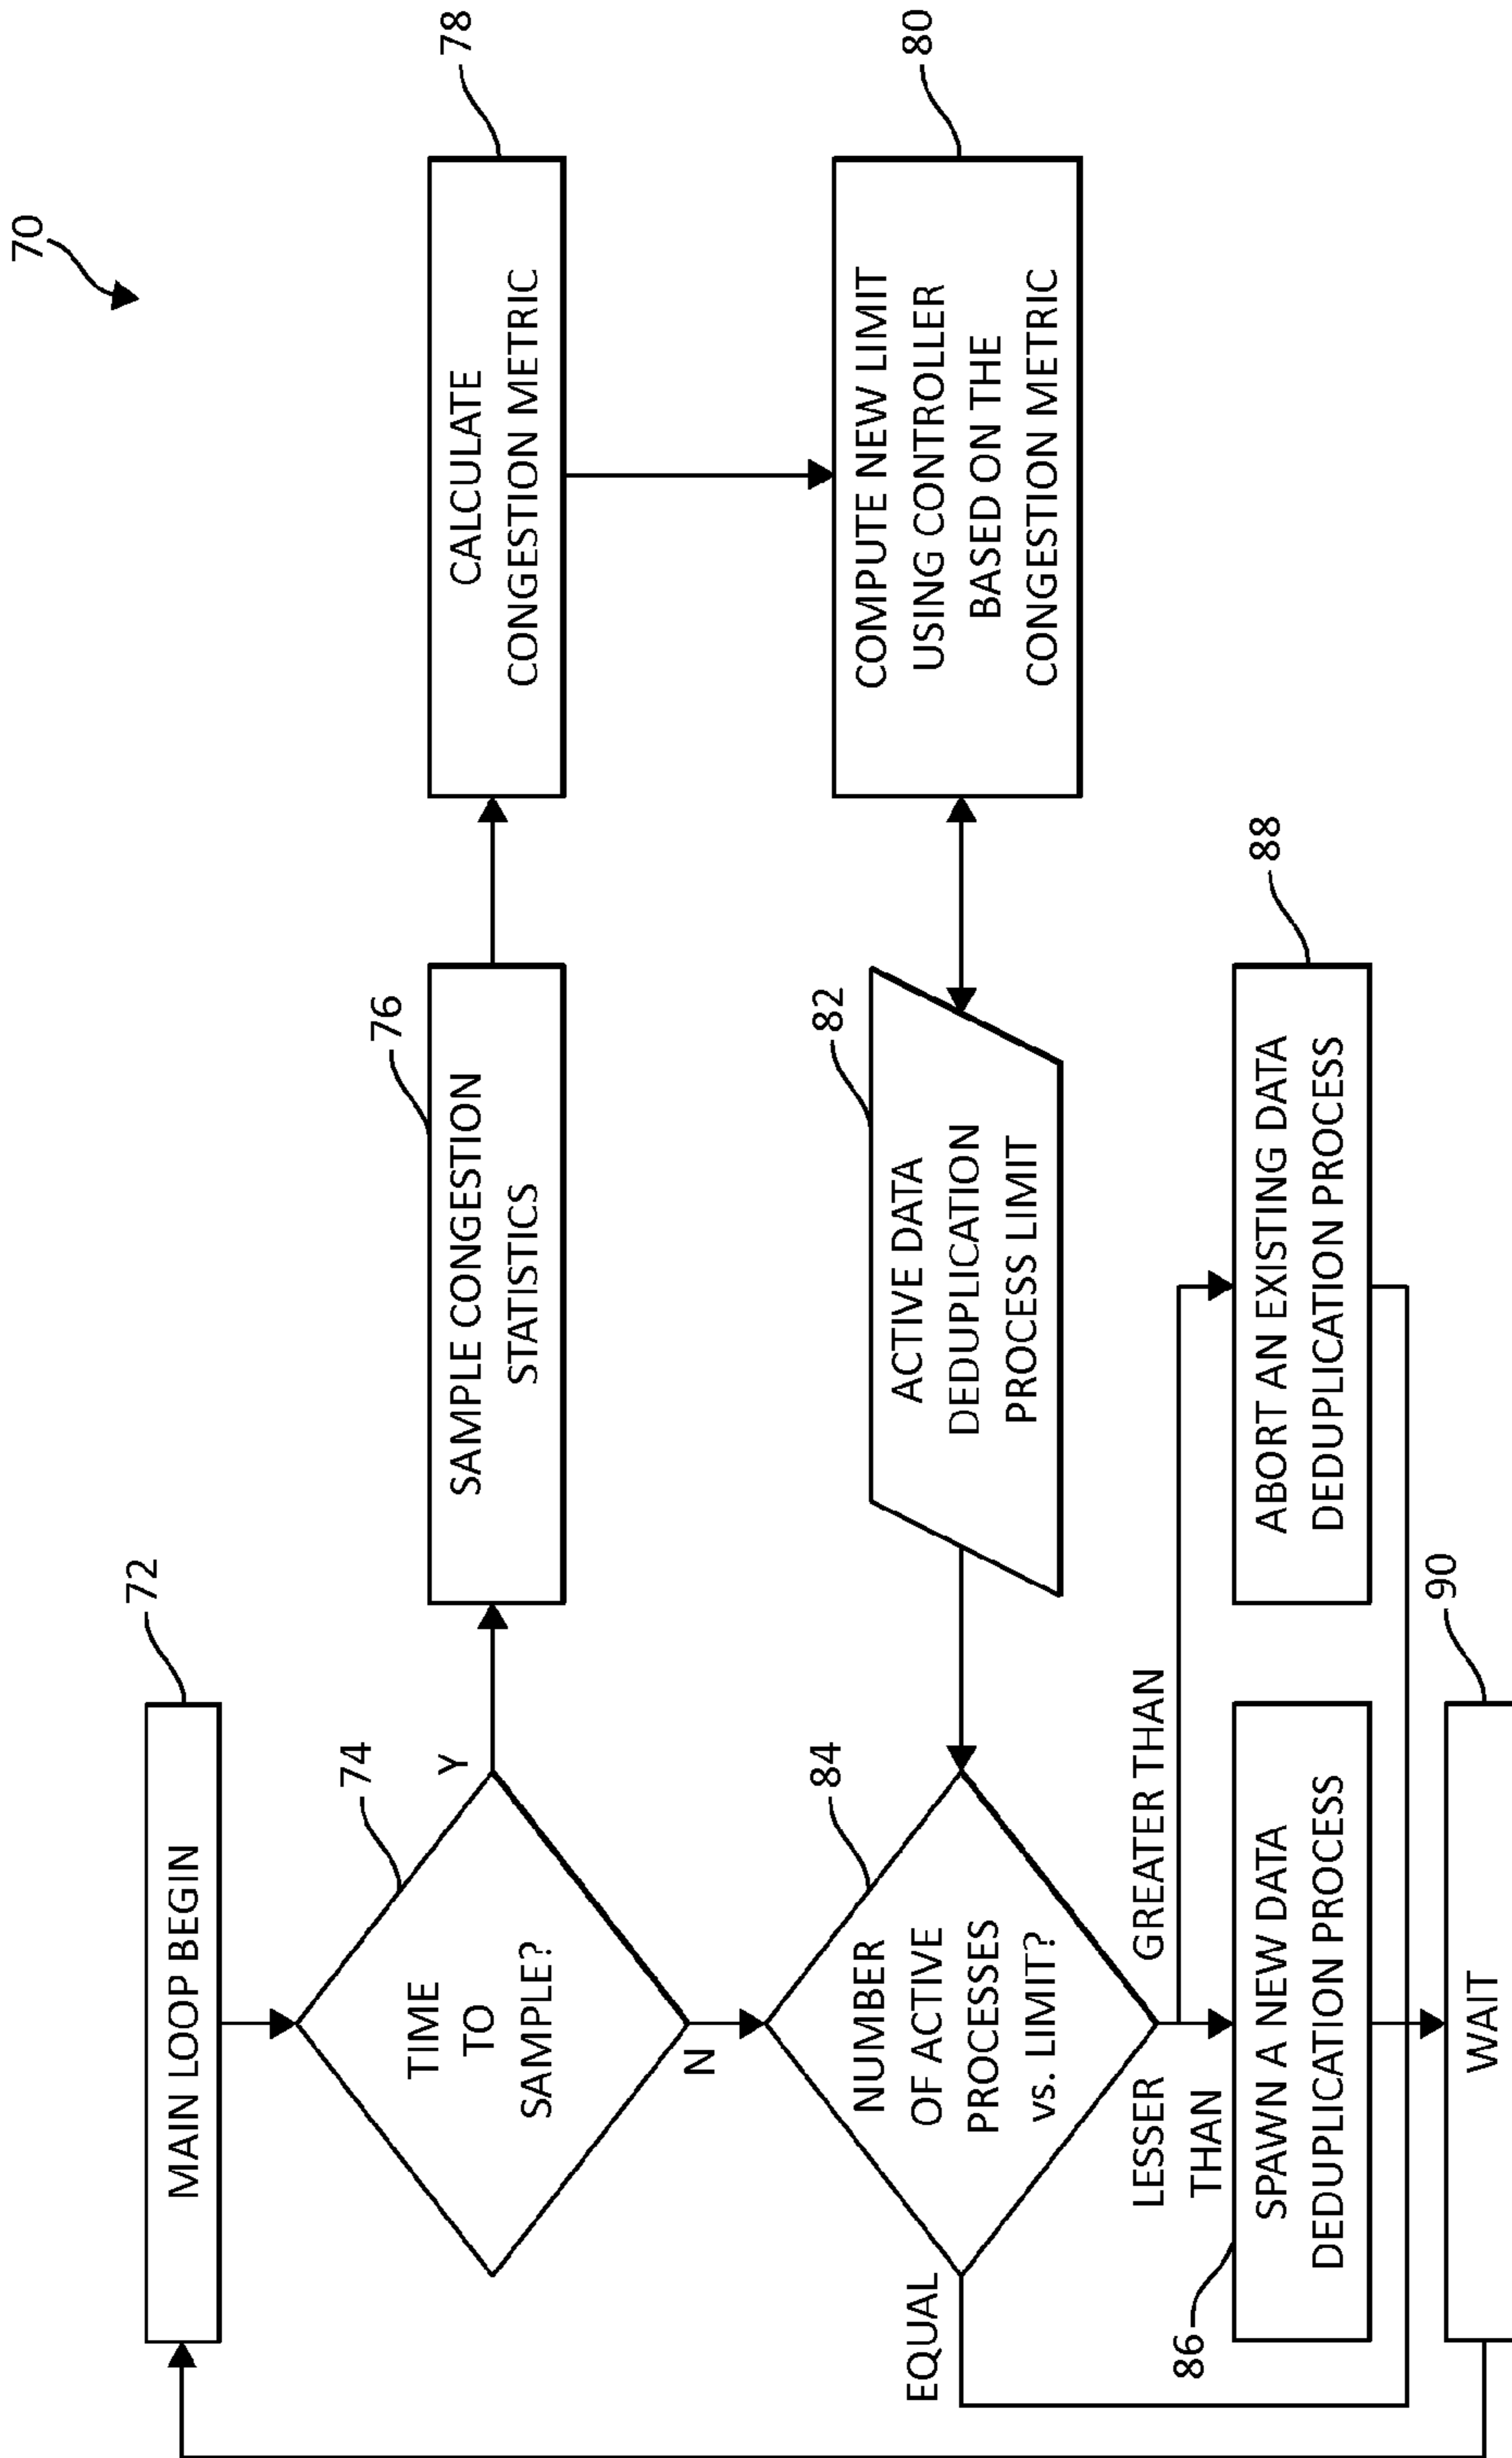 70
72
MAIN LOOP BEGIN
74
TIME
TO
SAMPLE?
Y
N
76
SAMPLE CONGESTION
STATISTICS
78
CALCULATE
CONGESTION METRIC
80
COMPUTE NEW LIMIT
USING CONTROLLER
BASED ON THE
CONGESTION METRIC
82
ACTIVE DATA
DEDUPLICATION
PROCESS LIMIT
84
NUMBER
OF ACTIVE
PROCESSES
vs. LIMIT?
EQUAL
LESSER
THAN
GREATER THAN
86
SPAWN A NEW DATA
DEDUPLICATION PROCESS
88
ABORT AN EXISTING DATA
DEDUPLICATION PROCESS
90
WAIT